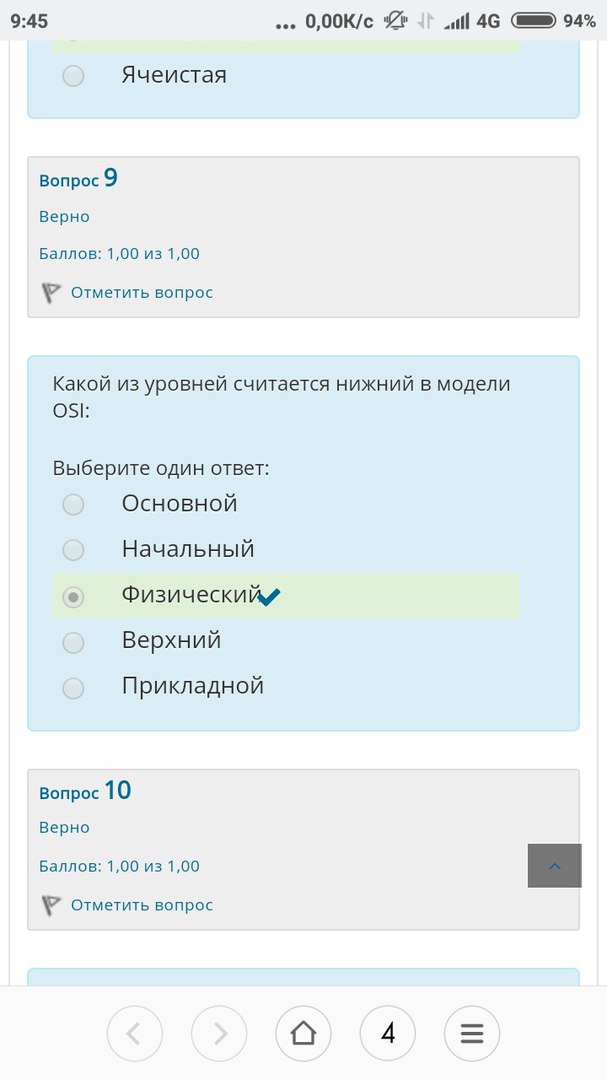 9:45
... 0,00K/c 4G 94%
Ячеистая
Вопрос 9
Верно
Баллов: 1,00 из 1,00
Отметить вопрос
Какой из уровней считается нижний в модели
OSI:
Выберите один ответ:
Основной
Начальный
Физический
Верхний
Прикладной
Вопрос 10
Верно
Баллов: 1,00 из 1,00
Отметить вопрос
4